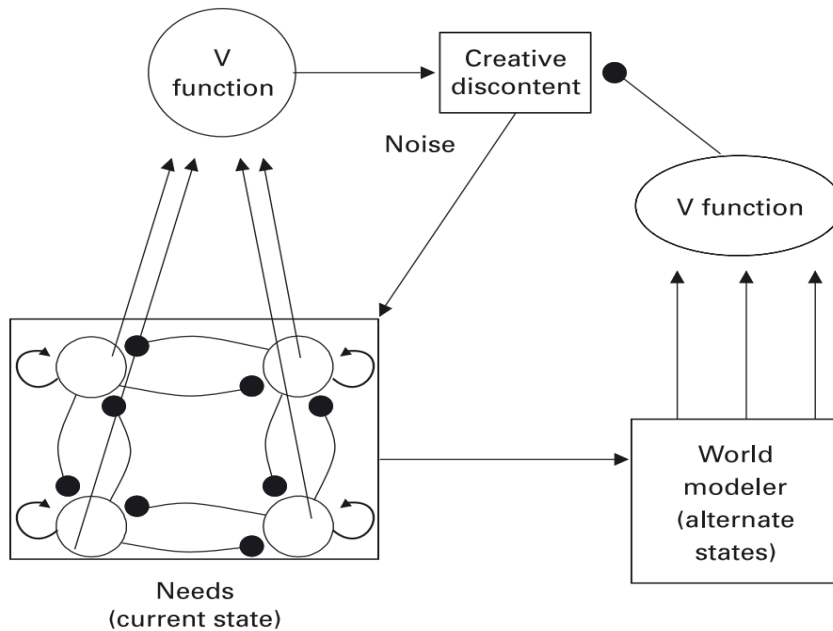 V
function
Creative
discontent
Noise
V function
World
modeler
(alternate
states)
Needs
(current state)